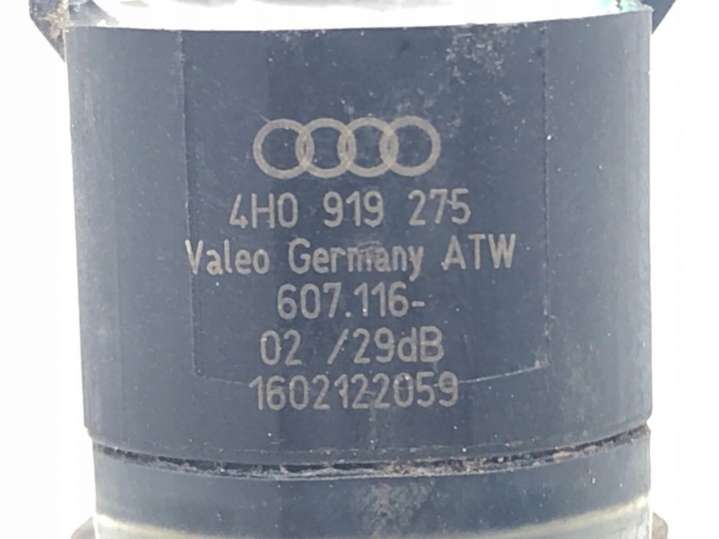 4H0 919 275
Valeo Germany ATW
607.116-
02 /29dB
1602122059